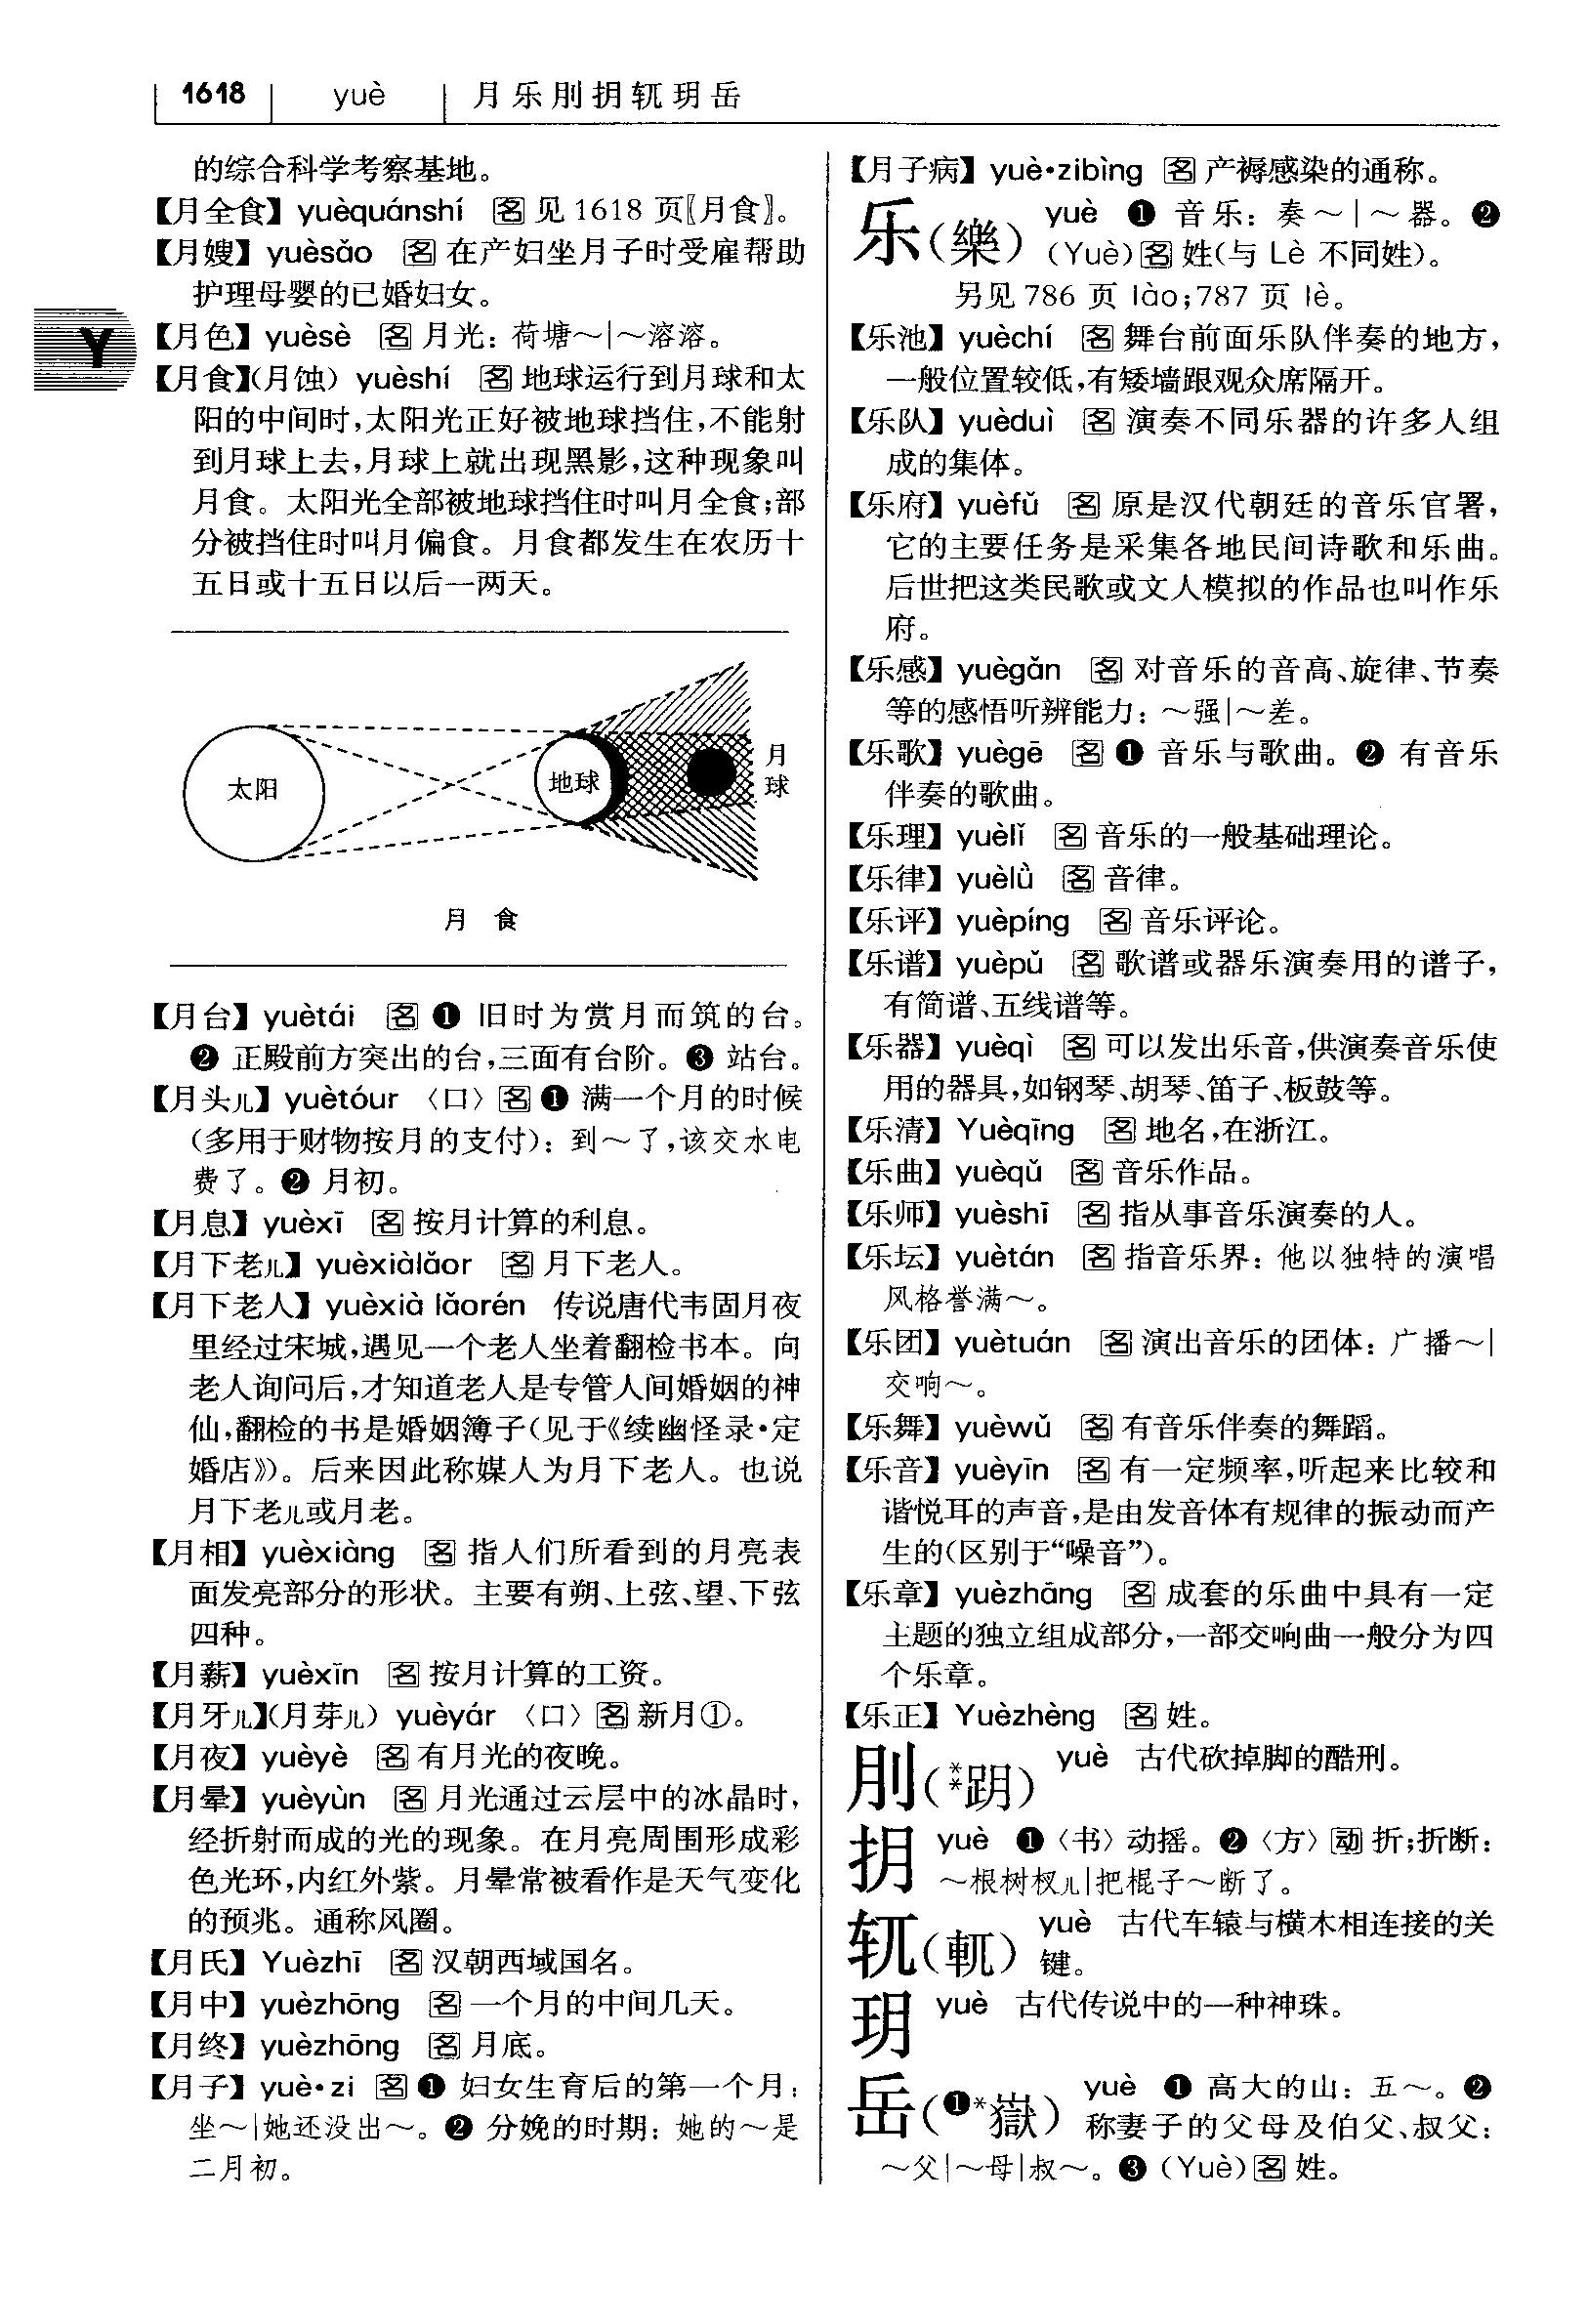 1618 yuè 月乐刖抈軏玥岳
的综合科学考察基地。
【月全食】 yuèquánshí 名 见1618页〖月食〗。
【月嫂】 yuèsǎo 名 在产妇坐月子时受雇帮助
护理母婴的已婚妇女。
Y
【月色】 yuèsè 名 月光：荷塘～|～溶溶。
【月食】(月蚀) yuèshí 名 地球运行到月球和太
阳的中间时,太阳光正好被地球挡住,不能射
到月球上去,月球上就出现黑影,这种现象叫
月食。太阳光全部被地球挡住时叫月全食;部
分被挡住时叫月偏食。月食都发生在农历十
五日或十五日以后一两天。
太阳
地球
月球
月 食
【月台】 yuètái 名 ❶ 旧时为赏月而筑的台。
❷ 正殿前方突出的台,三面有台阶。❸ 站台。
【月头儿】 yuètóur 〈口〉名 ❶ 满一个月的时候
(多用于财物按月的支付)：到～了,该交水电
费了。❷ 月初。
【月息】 yuèxī 名 按月计算的利息。
【月下老儿】 yuèxiàlǎor 名 月下老人。
【月下老人】 yuèxià lǎorén 传说唐代韦固月夜
里经过宋城,遇见一个老人坐着翻检书本。向
老人询问后,才知道老人是专管人间婚姻的神
仙,翻检的书是婚姻簿子(见于《续幽怪录·定
婚店》)。后来因此称媒人为月下老人。也说
月下老儿或月老。
【月相】 yuèxiàng 名 指人们所看到的月亮表
面发亮部分的形状。主要有朔、上弦、望、下弦
四种。
【月薪】 yuèxīn 名 按月计算的工资。
【月牙儿】(月芽儿) yuèyár 〈口〉名 新月①。
【月夜】 yuèyè 名 有月光的夜晚。
【月晕】 yuèyùn 名 月光通过云层中的冰晶时,
经折射而成的光的现象。在月亮周围形成彩
色光环,内红外紫。月晕常被看作是天气变化
的预兆。通称风圈。
【月氏】 Yuèzhī 名 汉朝西域国名。
【月中】 yuèzhōng 名 一个月的中间几天。
【月终】 yuèzhōng 名 月底。
【月子】 yuè·zi 名 ❶ 妇女生育后的第一个月：
坐～|她还没出～。❷ 分娩的时期：她的～是
二月初。
【月子病】 yuè·zibìng 名 产褥感染的通称。
乐(樂) yuè ❶ 音乐：奏～|～器。❷
(Yuè)名 姓(与 Lè 不同姓)。
另见786页 lào;787页 lè。
【乐池】 yuèchí 名 舞台前面乐队伴奏的地方,
一般位置较低,有矮墙跟观众席隔开。
【乐队】 yuèduì 名 演奏不同乐器的许多人组
成的集体。
【乐府】 yuèfǔ 名 原是汉代朝廷的音乐官署,
它的主要任务是采集各地民间诗歌和乐曲。
后世把这类民歌或文人模拟的作品也叫作乐
府。
【乐感】 yuègǎn 名 对音乐的音高、旋律、节奏
等的感悟听辨能力：～强|～差。
【乐歌】 yuègē 名 ❶ 音乐与歌曲。❷ 有音乐
伴奏的歌曲。
【乐理】 yuèlǐ 名 音乐的一般基础理论。
【乐律】 yuèlǜ 名 音律。
【乐评】 yuèpíng 名 音乐评论。
【乐谱】 yuèpǔ 名 歌谱或器乐演奏用的谱子,
有简谱、五线谱等。
【乐器】 yuèqì 名 可以发出乐音,供演奏音乐使
用的器具,如钢琴、胡琴、笛子、板鼓等。
【乐清】 Yuèqīng 名 地名,在浙江。
【乐曲】 yuèqǔ 名 音乐作品。
【乐师】 yuèshī 名 指从事音乐演奏的人。
【乐坛】 yuètán 名 指音乐界：他以独特的演唱
风格誉满～。
【乐团】 yuètuán 名 演出音乐的团体：广播～|
交响～。
【乐舞】 yuèwǔ 名 有音乐伴奏的舞蹈。
【乐音】 yuèyīn 名 有一定频率,听起来比较和
谐悦耳的声音,是由发音体有规律的振动而产
生的(区别于“噪音”)。
【乐章】 yuèzhāng 名 成套的乐曲中具有一定
主题的独立组成部分,一部交响曲一般分为四
个乐章。
【乐正】 Yuèzhèng 名 姓。
刖(**跀) yuè 古代砍掉脚的酷刑。
抈 yuè ❶〈书〉动摇。❷〈方〉动 折;折断：
～根树杈儿|把棍子～断了。
𫐄(軏) yuè 古代车辕与横木相连接的关
键。
玥 yuè 古代传说中的一种神珠。
岳(❶*嶽) yuè ❶ 高大的山：五～。❷
称妻子的父母及伯父、叔父：
～父|～母|叔～。❸ (Yuè)名 姓。